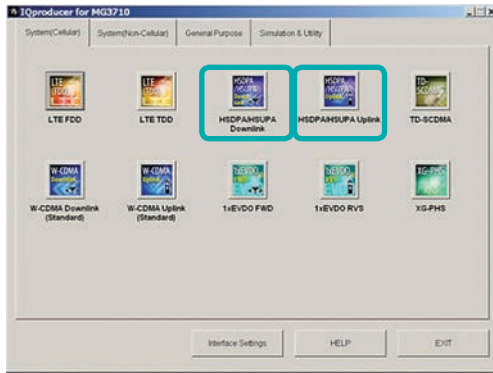 IQproducer for MG3710
System(Cellular) System(Non-Cellular) General Purpose Simulation & Utility
LTE FDD
LTE TDD
HSDPA/HSUPA
Downlink
HSDPA/HSUPA Uplink
TD-SCDMA
W-CDMA Downlink
(Standard)
W-CDMA Uplink
(Standard)
1xEVDO FWD
1xEVDO RVS
XG-PHS
Interface Settings HELP EXIT